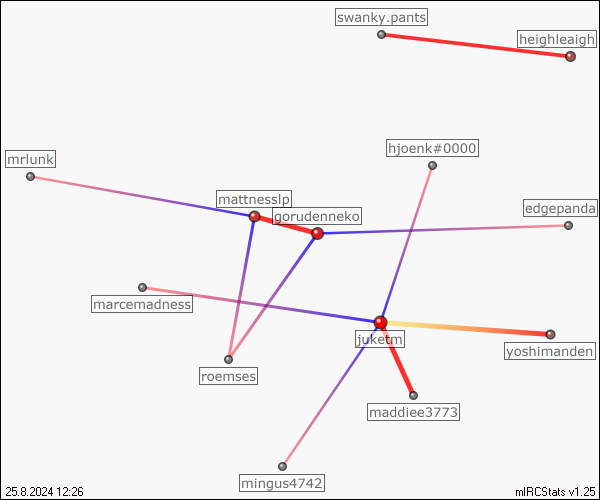 swanky.pants
heighleaigh
hjoenk#0000
mrlunk
mattnesslp
edgepanda
gorudenneko
marcemadness
juketm
yoshimanden
roemses
maddiee3773
mingus4742
25.8.2024 12:26
mIRCStats v1.25